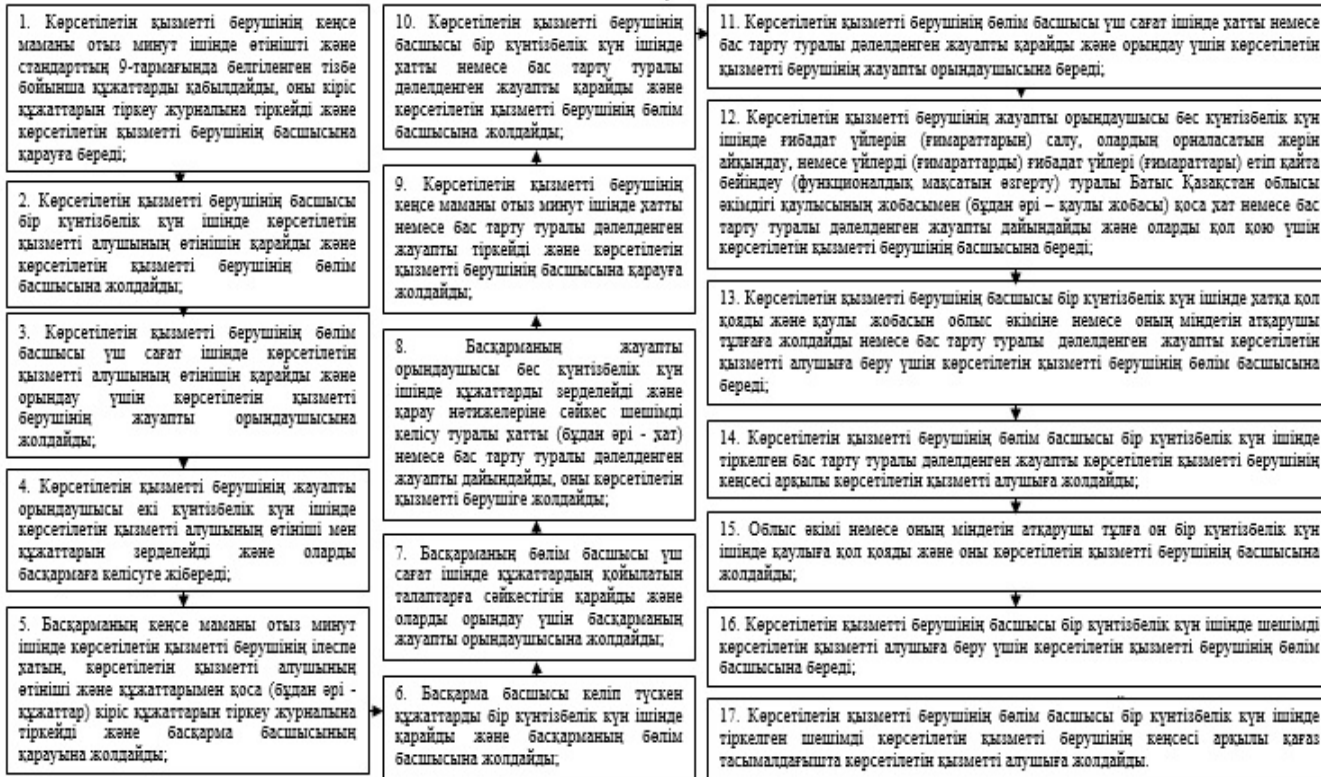 1. Көрсетілетін қызметті берушінің кеңсе
маманы отыз минут ішінде өтінішті және
стандарттың 9-тармағында белгіленген тізбе
бойынша құжаттарды қабылдайды, оны кіріс
құжаттарын тіркеу журналына тіркейді және
көрсетілетін қызметті берушінің басшысына
қарауға береді;
2. Көрсетілетін қызметті берушінің басшысы
бір күнтізбелік күн ішінде көрсетілетін
қызметті алушының өтінішін қарайды және
көрсетілетін қызметті берушінің бөлім
басшысына жолдайды;
3. Көрсетілетін қызметті берушінің бөлім
басшысы үш сағат ішінде көрсетілетін
қызметті алушының өтінішін қарайды және
орындау үшін көрсетілетін қызметті
берушінің жауапты орындаушысына
жолдайды;
4. Көрсетілетін қызметті берушінің жауапты
орындаушысы екі күнтізбелік күн ішінде
көрсетілетін қызметті алушының өтініші мен
құжаттарын зерделейді және оларды
басқармаға келісуге жібереді;
5. Басқарманың кеңсе маманы отыз минут
ішінде көрсетілетін қызметті берушінің ілеспе
хатын, көрсетілетін қызметті алушының
өтініші және құжаттарымен қоса (бұдан әрі -
құжаттар) кіріс құжаттарын тіркеу журналына
тіркейді және басқарма басшысының
қарауына жолдайды;
6. Басқарма басшысы келіп түскен
құжаттарды бір күнтізбелік күн ішінде
қарайды және басқарманың бөлім
басшысына жолдайды;
7. Басқарманың бөлім басшысы үш
сағат ішінде құжаттардың қойылатын
талаптарға сәйкестігін қарайды және
оларды орындау үшін басқарманың
жауапты орындаушысына жолдайды;
8. Басқарманың жауапты
орындаушысы бес күнтізбелік күн
ішінде құжаттарды зерделейді және
қарау нәтижелеріне сәйкес шешімді
келісу туралы хатты (бұдан әрі - хат)
немесе бас тарту туралы дәлелденген
жауапты дайындайды, оны көрсетілетін
қызметті берушіге жолдайды;
9. Көрсетілетін қызметті берушінің
кеңсе маманы отыз минут ішінде хатты
немесе бас тарту туралы дәлелденген
жауапты тіркейді және көрсетілетін
қызметті берушінің басшысына қарауға
жолдайды;
10. Көрсетілетін қызметті берушінің
басшысы бір күнтізбелік күн ішінде
хатты немесе бас тарту туралы
дәлелденген жауапты қарайды және
көрсетілетін қызметті берушінің бөлім
басшысына жолдайды;
11. Көрсетілетін қызметті берушінің бөлім басшысы үш сағат ішінде хатты немесе
бас тарту туралы дәлелденген жауапты қарайды және орындау үшін көрсетілетін
қызметті берушінің жауапты орындаушысына береді;
12. Көрсетілетін қызметті берушінің жауапты орындаушысы бес күнтізбелік күн
ішінде ғибадат үйлерін (ғимараттарын) салу, олардың орналасатын жерін
айқындау, немесе үйлерді (ғимараттарды) ғибадат үйлері (ғимараттары) етіп қайта
бейіндеу (функционалдық мақсатын өзгерту) туралы Батыс Қазақстан облысы
әкімдігі қаулысының жобасымен (бұдан әрі – қаулы жобасы) қоса хат немесе бас
тарту туралы дәлелденген жауапты дайындайды және оларды қол қою үшін
көрсетілетін қызметті берушінің басшысына береді;
13. Көрсетілетін қызметті берушінің басшысы бір күнтізбелік күн ішінде хатқа қол
қояды және қаулы жобасын облыс әкіміне немесе оның міндетін атқарушы
тұлғаға жолдайды немесе бас тарту туралы дәлелденген жауапты көрсетілетін
қызметті алушыға беру үшін көрсетілетін қызметті берушінің бөлім басшысына
береді;
14. Көрсетілетін қызметті берушінің бөлім басшысы бір күнтізбелік күн ішінде
тіркелген бас тарту туралы дәлелденген жауапты көрсетілетін қызметті берушінің
кеңсесі арқылы көрсетілетін қызметті алушыға жолдайды;
15. Облыс әкімі немесе оның міндетін атқарушы тұлға он бір күнтізбелік күн
ішінде қаулыға қол қояды және оны көрсетілетін қызметті берушінің басшысына
жолдайды;
16. Көрсетілетін қызметті берушінің басшысы бір күнтізбелік күн ішінде шешімді
көрсетілетін қызметті алушыға беру үшін көрсетілетін қызметті берушінің бөлім
басшысына береді;
17. Көрсетілетін қызметті берушінің бөлім басшысы бір күнтізбелік күн ішінде
тіркелген шешімді көрсетілетін қызметті берушінің кеңсесі арқылы қағаз
тасымалдағышта көрсетілетін қызметті алушыға жолдайды.